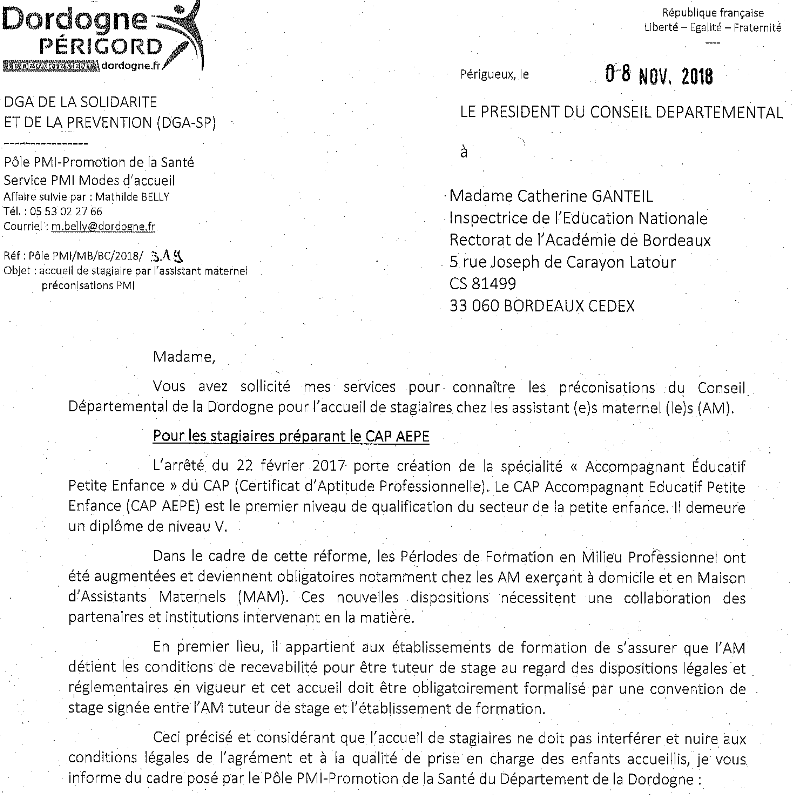 Dordogne
PÉRIGORD
dordogne.fr
République française
Liberté – Egalité – Fraternité
Périgueux, le 08 NOV. 2018
DGA DE LA SOLIDARITE
ET DE LA PREVENTION (DGA-SP)
----------------
LE PRESIDENT DU CONSEIL DEPARTEMENTAL
à
Pôle PMI-Promotion de la Santé
Service PMI Modes d'accueil
Affaire suivie par : Mathilde BELLY
Tél. : 05 53 02 27 66
Courriel : m.belly@dordogne.fr
Réf : Pôle PMI/MB/BC/2018/
Objet : accueil de stagiaire par l'assistant maternel
préconisations PMI
Madame Catherine GANTEIL
Inspectrice de l'Education Nationale
Rectorat de l'Académie de Bordeaux
5 rue Joseph de Carayon Latour
CS 81499
33 060 BORDEAUX CEDEX
Madame,
Vous avez sollicité mes services pour connaître les préconisations du Conseil
Départemental de la Dordogne pour l'accueil de stagiaires chez les assistant (e)s maternel (le)s (AM).
Pour les stagiaires préparant le CAP AEPE
L'arrêté du 22 février 2017 porte création de la spécialité « Accompagnant Éducatif
Petite Enfance » du CAP (Certificat d'Aptitude Professionnelle). Le CAP Accompagnant Educatif Petite
Enfance (CAP AEPE) est le premier niveau de qualification du secteur de la petite enfance. Il demeure
un diplôme de niveau V.
Dans le cadre de cette réforme, les Périodes de Formation en Milieu Professionnel ont
été augmentées et deviennent obligatoires notamment chez les AM exerçant à domicile et en Maison
d'Assistants Maternels (MAM). Ces nouvelles dispositions nécessitent une collaboration des
partenaires et institutions intervenant en la matière.
En premier lieu, il appartient aux établissements de formation de s'assurer que l'AM
détient les conditions de recevabilité pour être tuteur de stage au regard des dispositions légales et
réglementaires en vigueur et cet accueil doit être obligatoirement formalisé par une convention de
stage signée entre l'AM tuteur de stage et l'établissement de formation.
Ceci précisé et considérant que l'accueil de stagiaires ne doit pas interférer et nuire aux
conditions légales de l'agrément et à la qualité de prise en charge des enfants accueillis, je vous
informe du cadre posé par le Pôle PMI-Promotion de la Santé du Département de la Dordogne :